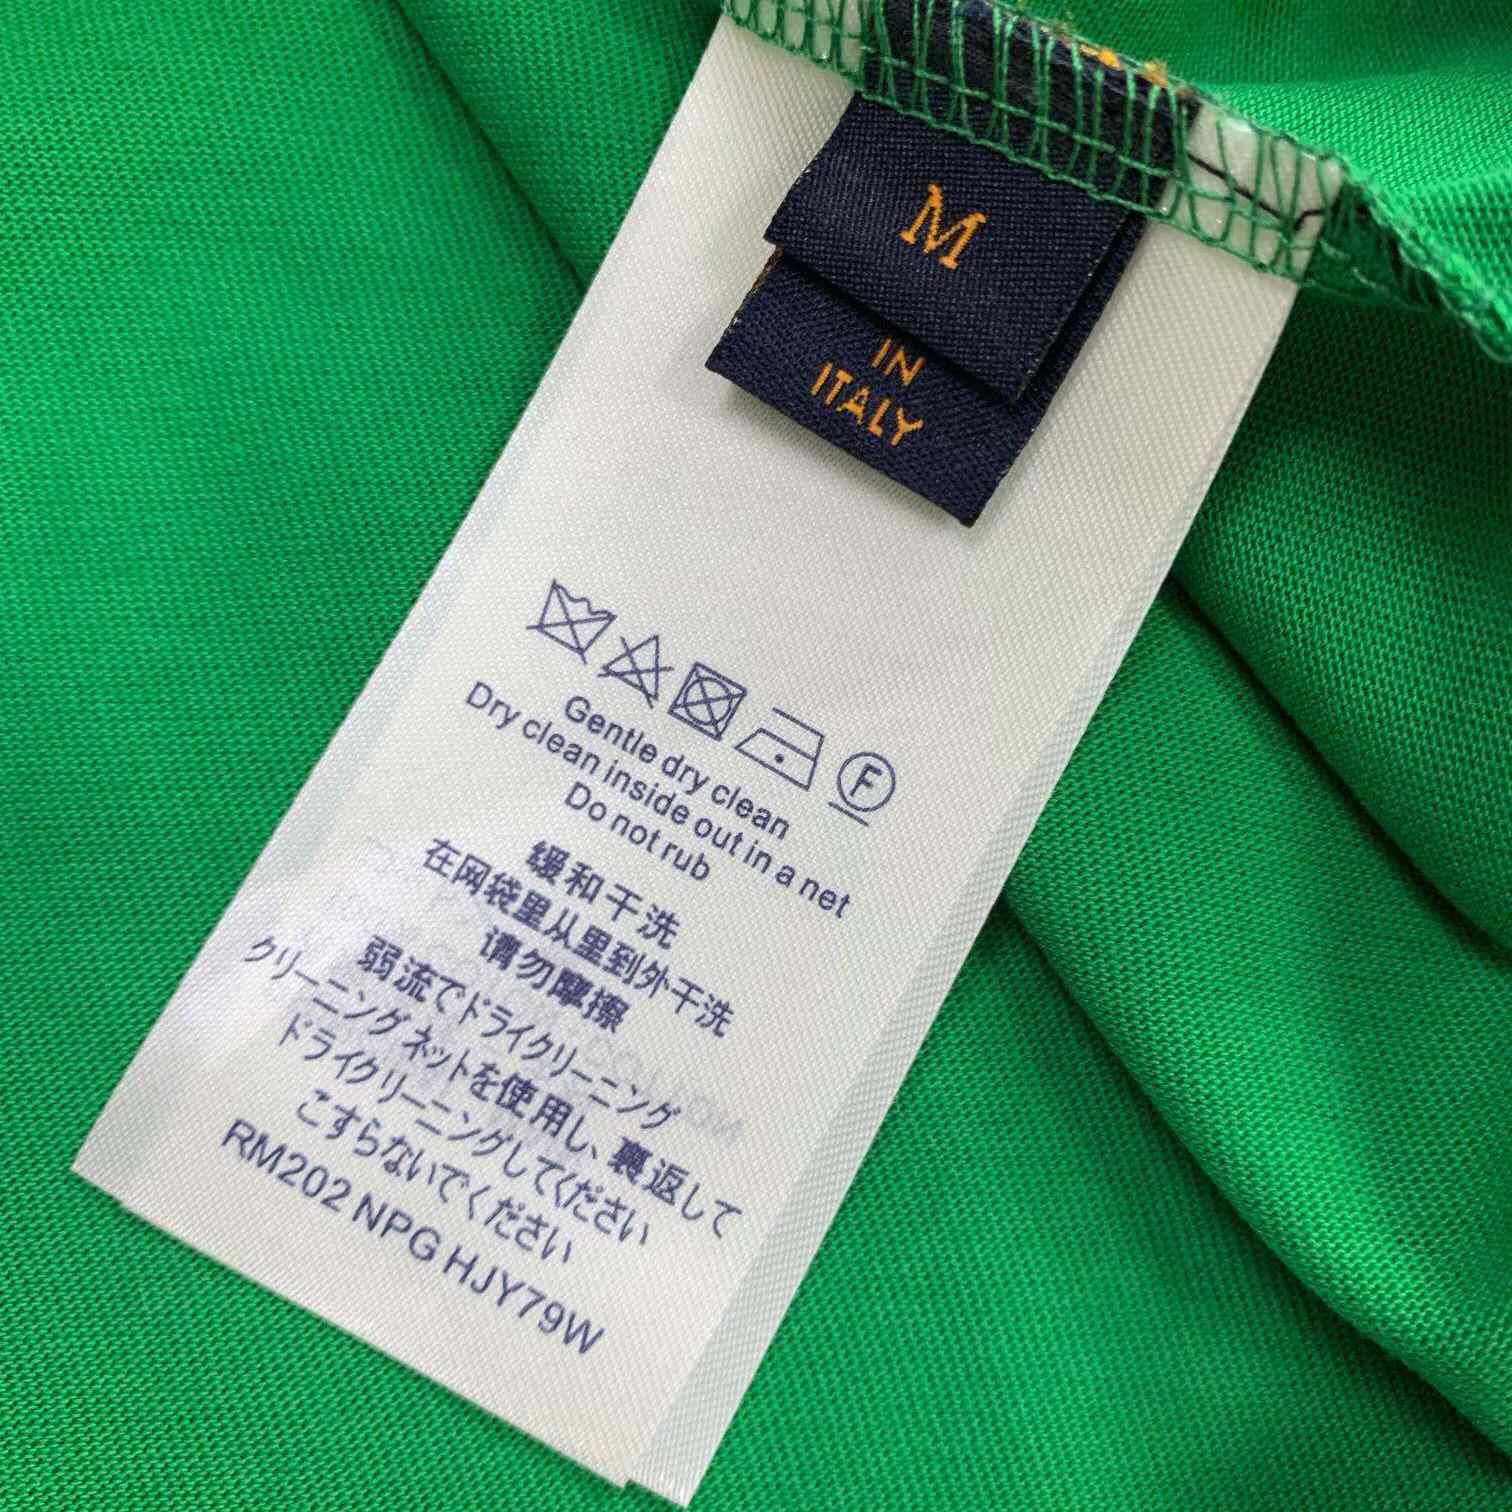 M
IN
ITALY
F
Gentle dry clean
Dry clean inside out in a net
Do not rub
缓和干洗
在网袋里从里到外干洗
请勿摩擦
弱流でドライクリーニング
クリーニングネットを使用し、裏返して
ドライクリーニングしてください
こすらないでください
RM202 NPG HJY79W